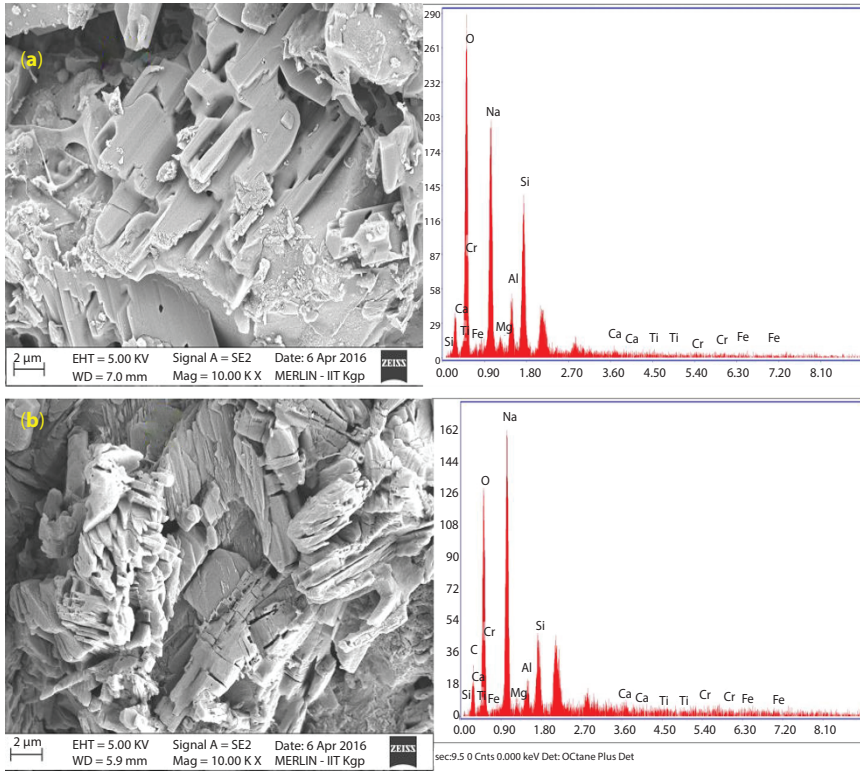 (a)
2 μm
EHT = 5.00 KV
WD = 7.0 mm
Signal A = SE2
Mag = 10.00 K X
Date: 6 Apr 2016
MERLIN - IIT Kgp
ZEISS
290
261
232
203
174
145
116
87
58
29
0
O
Na
Si
Cr
Al
Ca
Ti
Fe
Mg
Si
Ca
Ca
Ti
Ti
Cr
Cr
Fe
Fe
0.00 0.90 1.80 2.70 3.60 4.50 5.40 6.30 7.20 8.10
(b)
2 μm
EHT = 5.00 KV
WD = 5.9 mm
Signal A = SE2
Mag = 10.00 K X
Date: 6 Apr 2016
MERLIN - IIT Kgp
ZEISS
162
144
126
108
90
72
54
36
18
0
Na
O
Cr
Si
C
Al
Ca
Si
Ti
Fe
Mg
Ca
Ca
Ti
Ti
Cr
Cr
Fe
Fe
0.00 0.90 1.80 2.70 3.60 4.50 5.40 6.30 7.20 8.10
sec:9.5 0 Cnts 0.000 keV Det: OCtane Plus Det